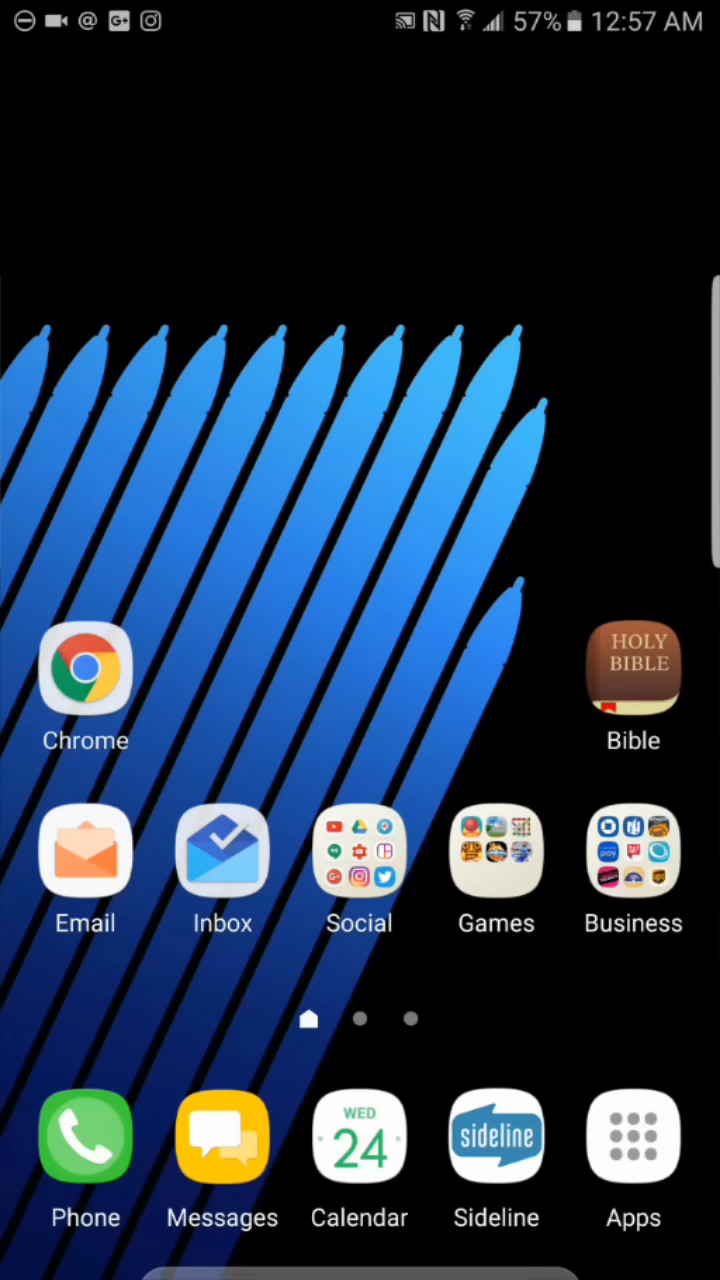 57% 12:57 AM
HOLY
BIBLE
Chrome
Bible
Email
Inbox
Social
Games
Business
WED
24
sideline
Phone
Messages
Calendar
Sideline
Apps